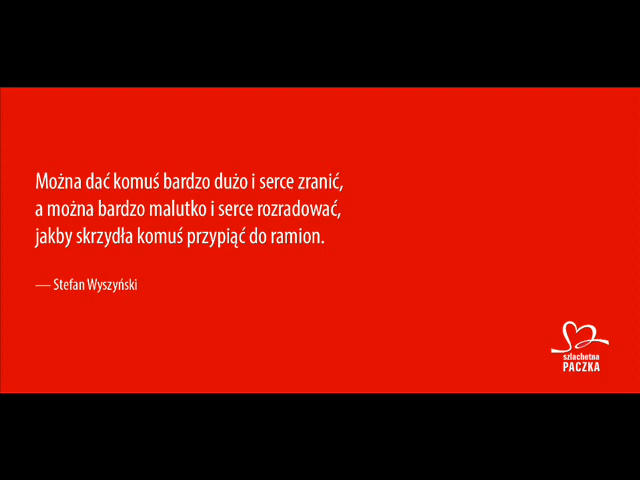 Można dać komuś bardzo dużo i serce zranić,
a można bardzo malutko i serce rozradować,
jakby skrzydła komuś przypiąć do ramion.
— Stefan Wyszyński
szlachetna
PACZKA